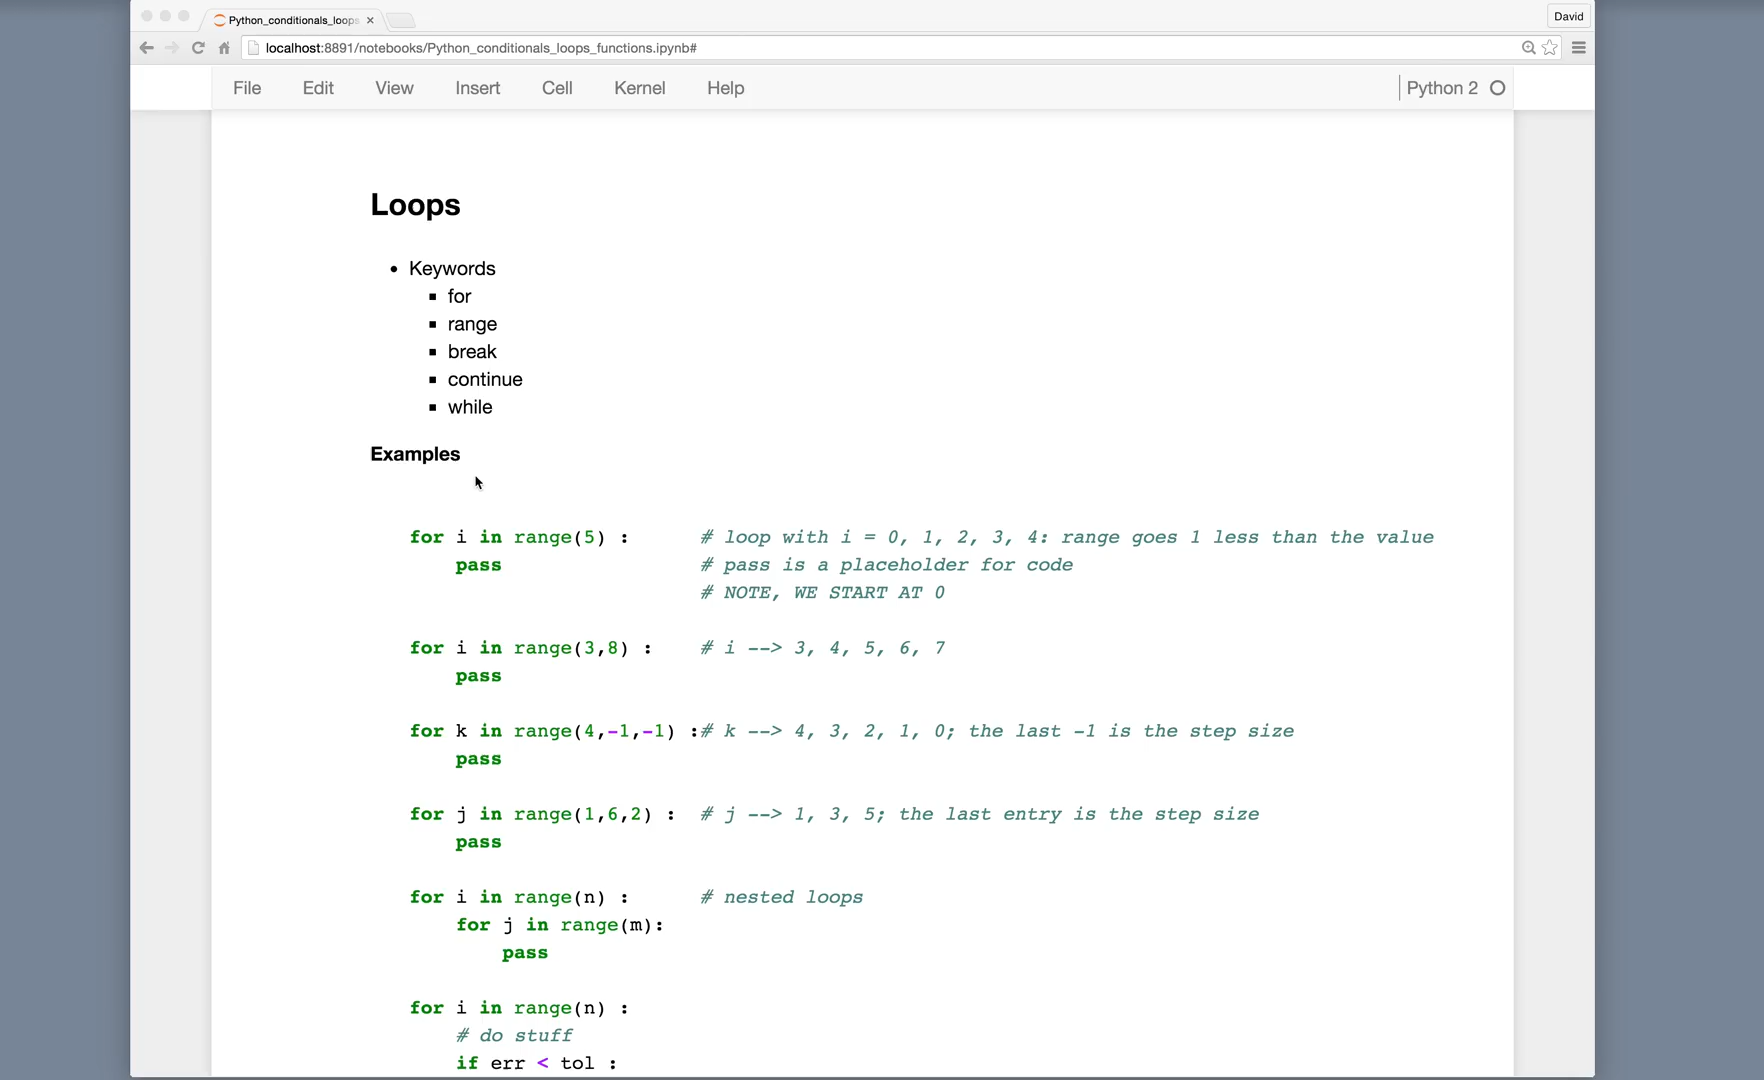 Python_conditionals_loops
David
localhost:8891/notebooks/Python_conditionals_loops_functions.ipynb#
File Edit View Insert Cell Kernel Help Python 2
Loops
Keywords
for
range
break
continue
while
Examples
for i in range(5) : # loop with i = 0, 1, 2, 3, 4: range goes 1 less than the value
pass # pass is a placeholder for code
# NOTE, WE START AT 0
for i in range(3,8) : # i --> 3, 4, 5, 6, 7
pass
for k in range(4,-1,-1) :# k --> 4, 3, 2, 1, 0; the last -1 is the step size
pass
for j in range(1,6,2) : # j --> 1, 3, 5; the last entry is the step size
pass
for i in range(n) : # nested loops
for j in range(m):
pass
for i in range(n) :
# do stuff
if err < tol :